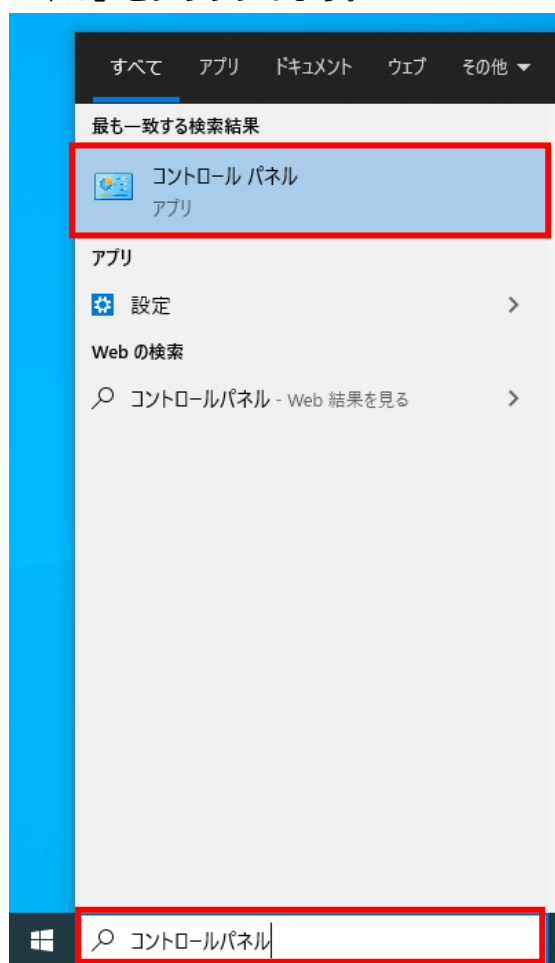 すべて アプリ ドキュメント ウェブ その他
最も一致する検索結果
コントロール パネル
アプリ
アプリ
設定
Web の検索
コントロールパネル - Web 結果を見る
コントロールパネル